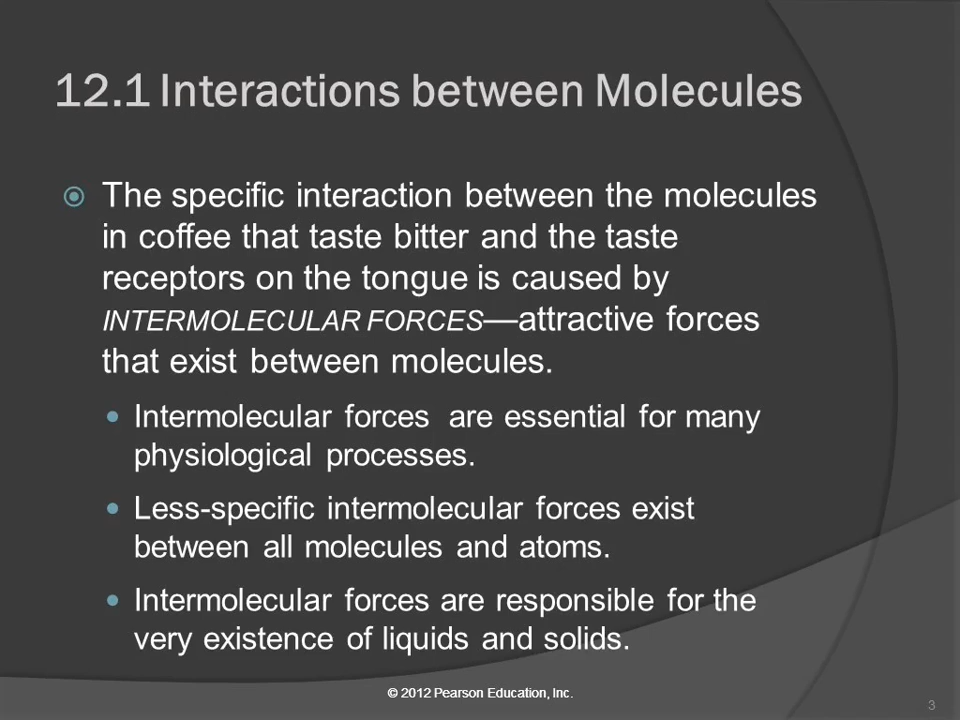 12.1 Interactions between Molecules
The specific interaction between the molecules
in coffee that taste bitter and the taste
receptors on the tongue is caused by
INTERMOLECULAR FORCES—attractive forces
that exist between molecules.
Intermolecular forces  are essential for many
physiological processes.
Less-specific intermolecular forces exist
between all molecules and atoms.
Intermolecular forces are responsible for the
very existence of liquids and solids.
© 2012 Pearson Education, Inc.
3